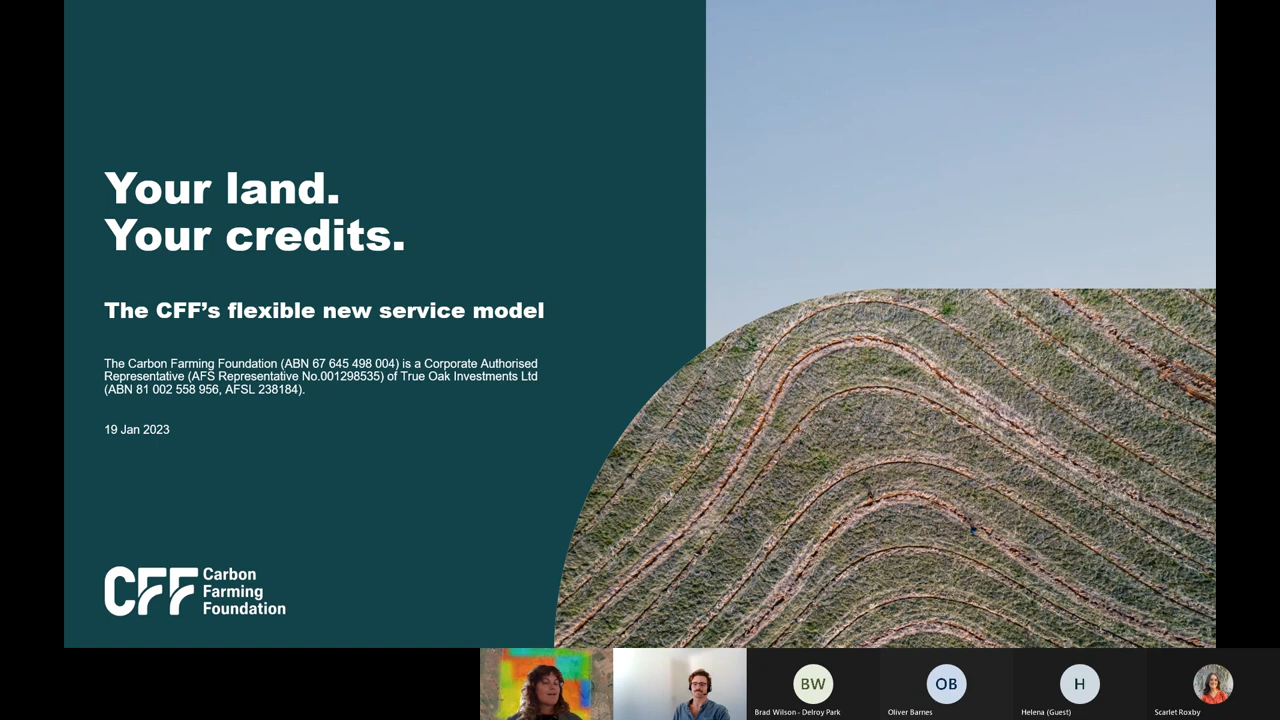 Your land.
Your credits.
The CFF’s flexible new service model
The Carbon Farming Foundation (ABN 67 645 498 004) is a Corporate Authorised
Representative (AFS Representative No.001298535) of True Oak Investments Ltd
(ABN 81 002 558 956, AFSL 238184).
19 Jan 2023
CFF
Carbon
Farming
Foundation
BW
OB
H
Brad Wilson - Delroy Park
Oliver Barnes
Helena (Guest)
Scarlet Roxby